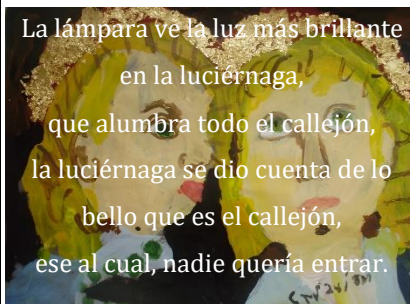 La lámpara ve la luz más brillante
en la luciérnaga,
que alumbra todo el callejón,
la luciérnaga se dio cuenta de lo
bello que es el callejón,
ese al cual, nadie quería entrar.